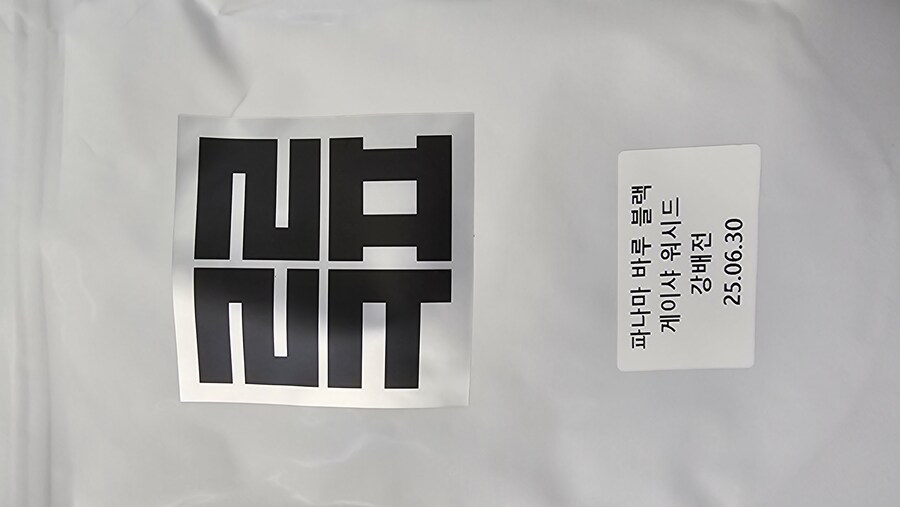 파나마 바루 블랙
게이샤 워시드
강배전
25.06.30